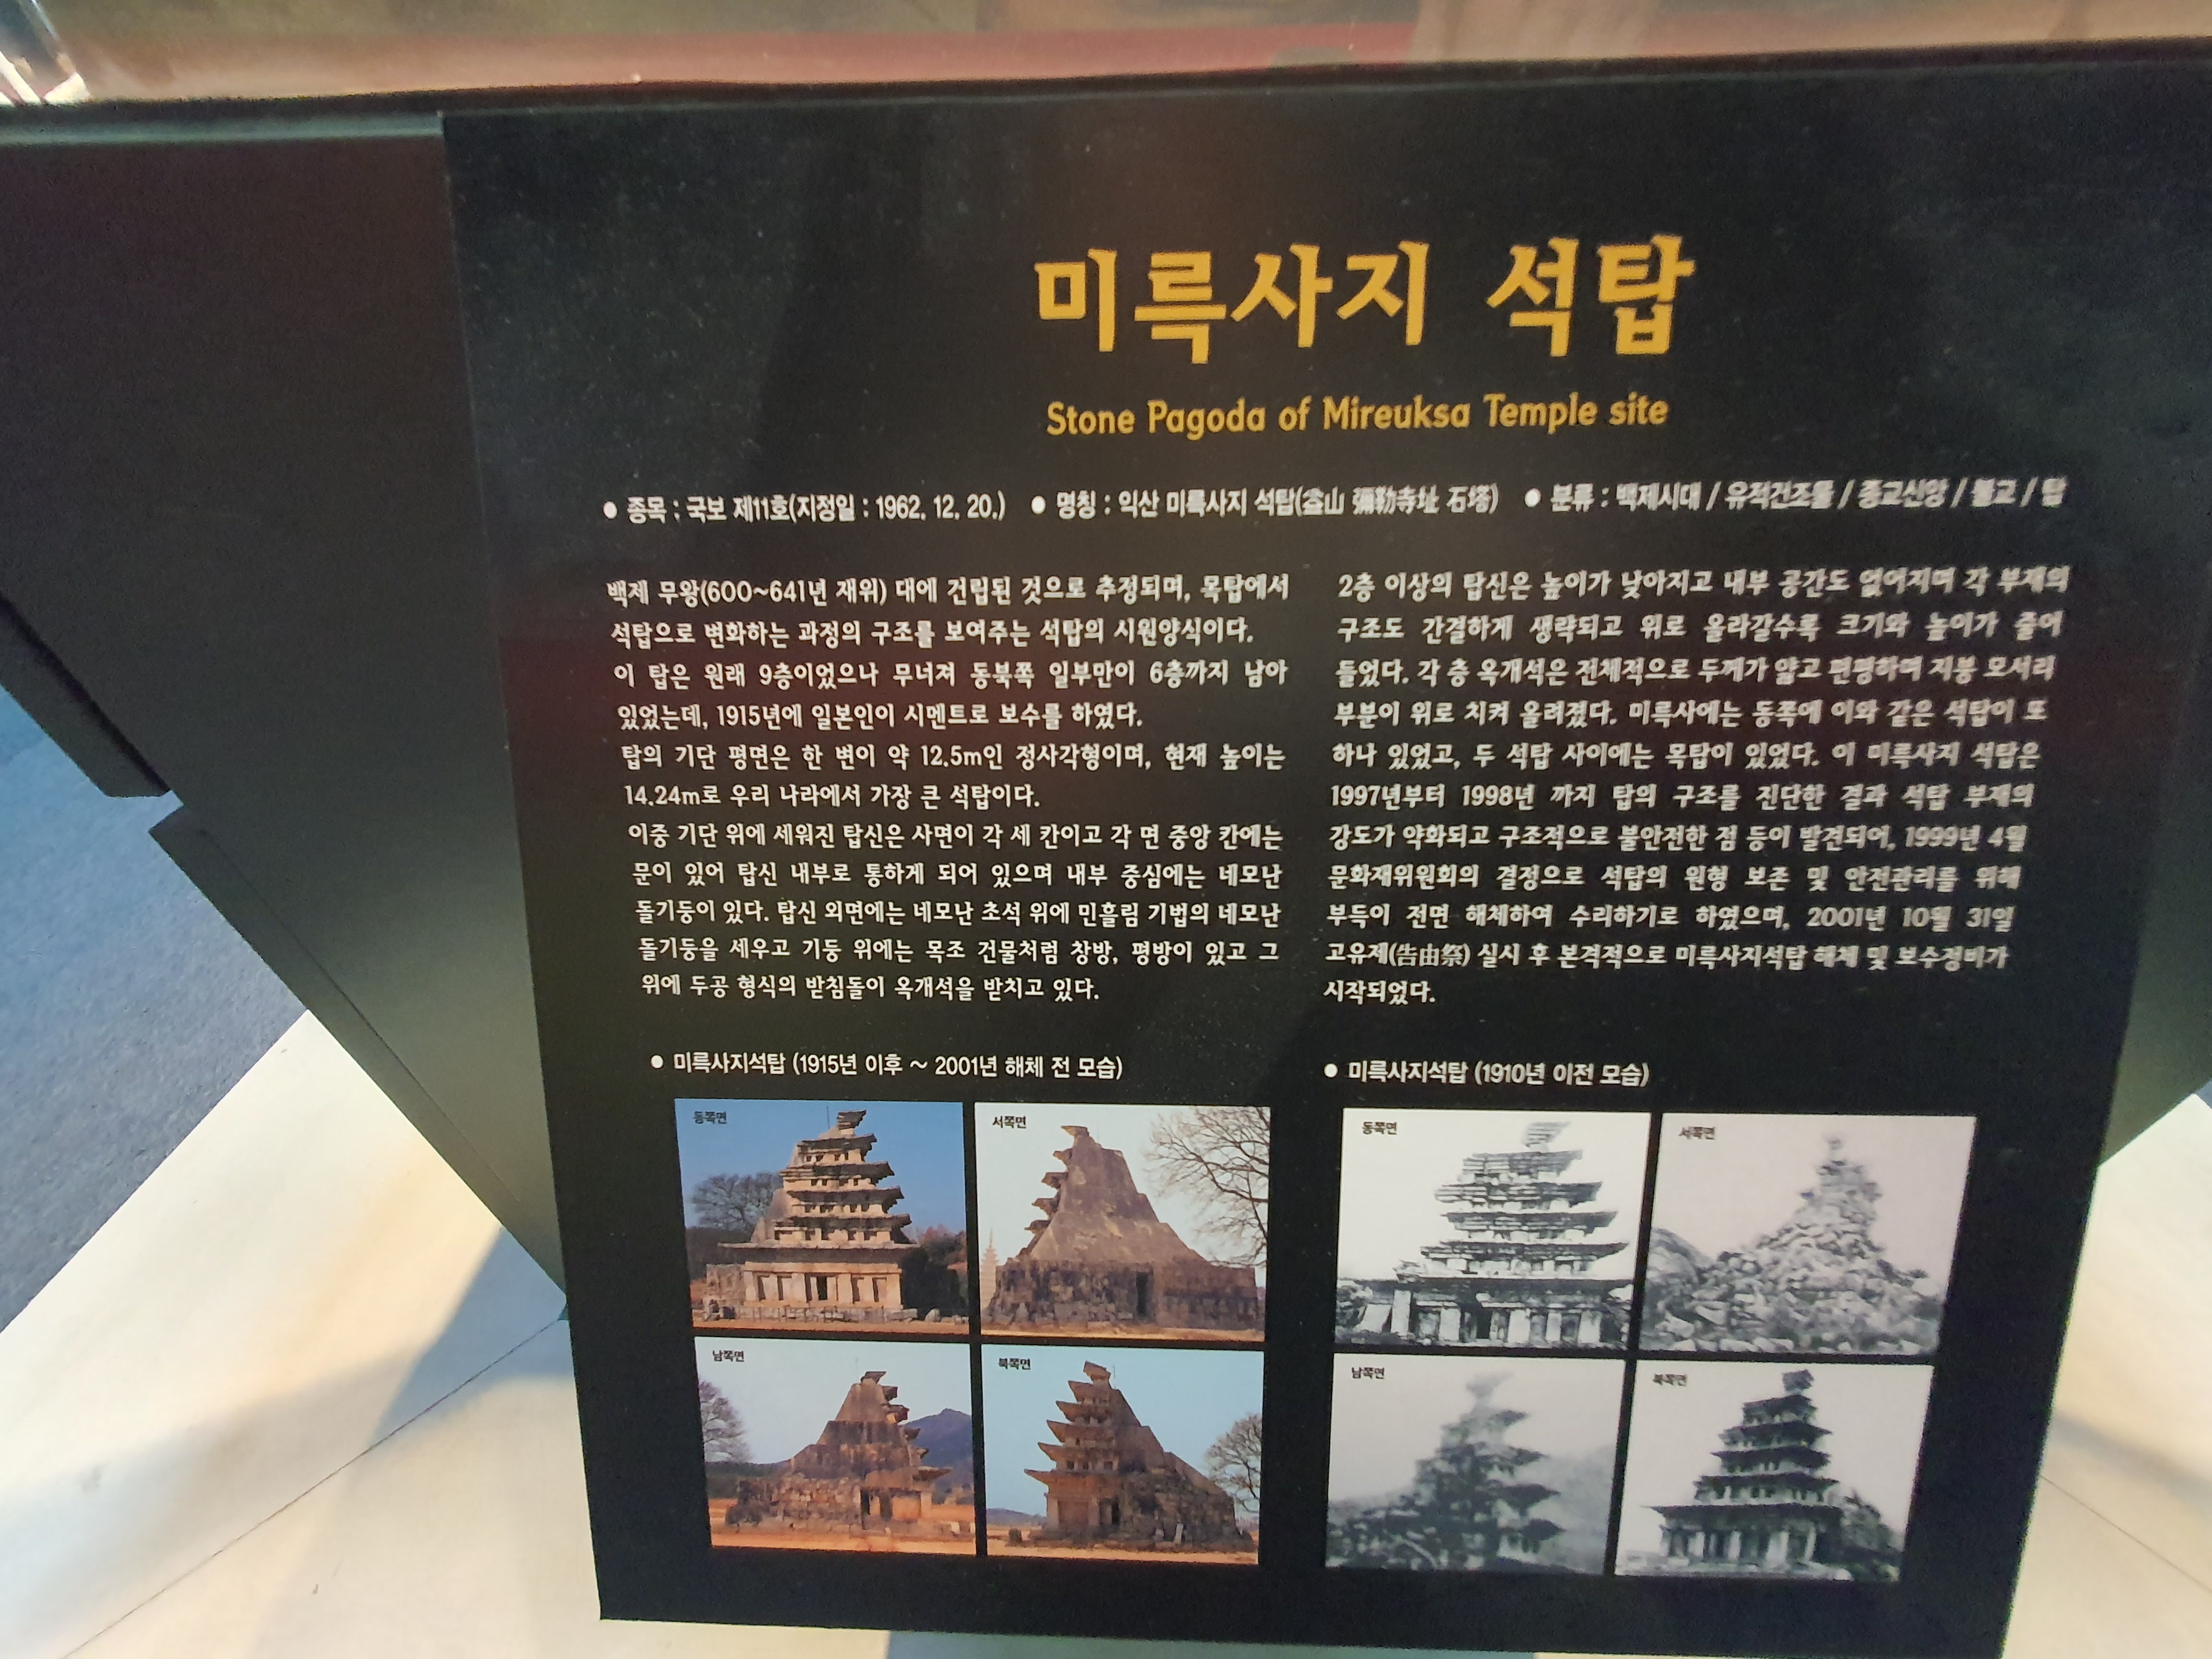 미륵사지 석탑
Stone Pagoda of Mireuksa Temple site
● 종목 : 국보 제11호(지정일 : 1962. 12. 20.) ● 명칭 : 익산 미륵사지 석탑(益山 彌勒寺址 石塔) ● 분류 : 백제시대 / 유적건조물 / 종교신앙 / 불교 / 탑
백제 무왕(600~641년 재위) 대에 건립된 것으로 추정되며, 목탑에서
석탑으로 변화하는 과정의 구조를 보여주는 석탑의 시원양식이다.
이 탑은 원래 9층이었으나 무너져 동북쪽 일부만이 6층까지 남아
있었는데, 1915년에 일본인이 시멘트로 보수를 하였다.
탑의 기단 평면은 한 변이 약 12.5m인 정사각형이며, 현재 높이는
14.24m로 우리 나라에서 가장 큰 석탑이다.
이중 기단 위에 세워진 탑신은 사면이 각 세 칸이고 각 면 중앙 칸에는
문이 있어 탑신 내부로 통하게 되어 있으며 내부 중심에는 네모난
돌기둥이 있다. 탑신 외면에는 네모난 초석 위에 민흘림 기법의 네모난
돌기둥을 세우고 기둥 위에는 목조 건물처럼 창방, 평방이 있고 그
위에 두공 형식의 받침돌이 옥개석을 받치고 있다.
2층 이상의 탑신은 높이가 낮아지고 내부 공간도 없어지며 각 부재의
구조도 간결하게 생략되고 위로 올라갈수록 크기와 높이가 줄어
들었다. 각 층 옥개석은 전체적으로 두께가 얇고 편평하며 지붕 모서리
부분이 위로 치켜 올려졌다. 미륵사에는 동쪽에 이와 같은 석탑이 또
하나 있었고, 두 석탑 사이에는 목탑이 있었다. 이 미륵사지 석탑은
1997년부터 1998년 까지 탑의 구조를 진단한 결과 석탑 부재의
강도가 약화되고 구조적으로 불안전한 점 등이 발견되어, 1999년 4월
문화재위원회의 결정으로 석탑의 원형 보존 및 안전관리를 위해
부득이 전면 해체하여 수리하기로 하였으며, 2001년 10월 31일
고유제(告由祭) 실시 후 본격적으로 미륵사지석탑 해체 및 보수정비가
시작되었다.
● 미륵사지석탑 (1915년 이후 ~ 2001년 해체 전 모습)
동쪽면
서쪽면
남쪽면
북쪽면
● 미륵사지석탑 (1910년 이전 모습)
동쪽면
서쪽면
남쪽면
북쪽면